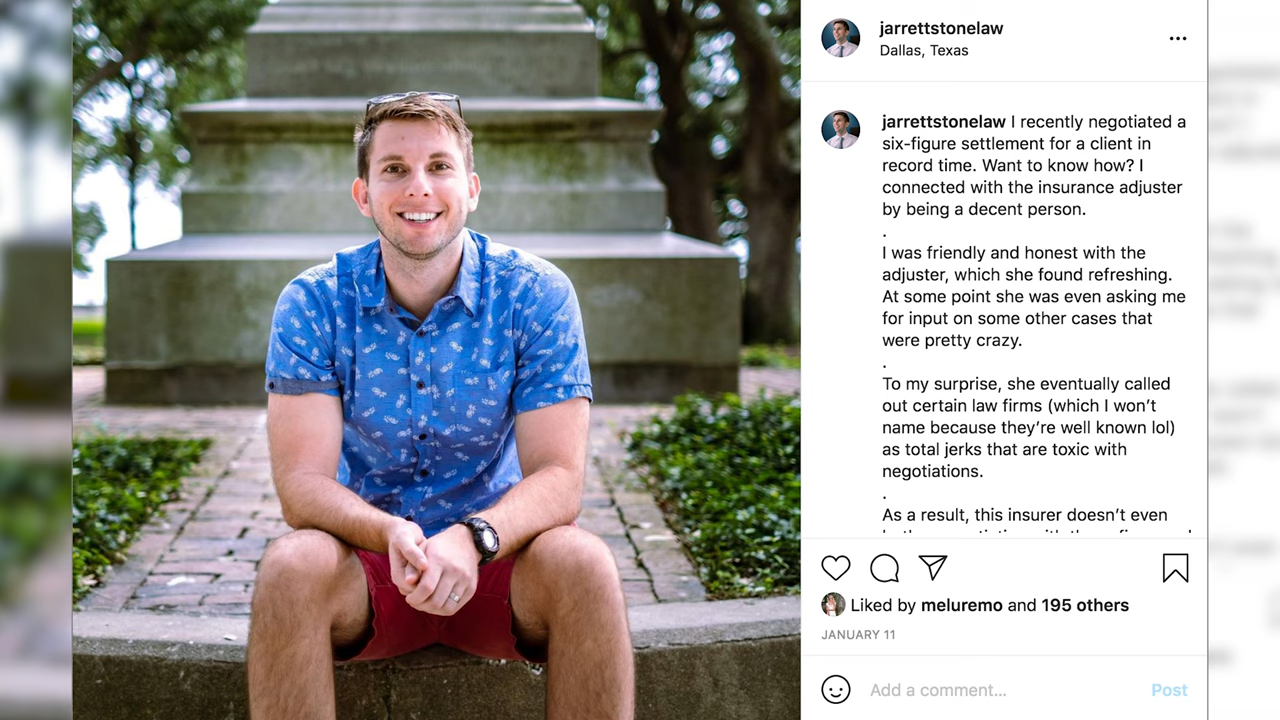 jarrettstonelaw
Dallas, Texas
jarrettstonelaw I recently negotiated a
six-figure settlement for a client in
record time. Want to know how? I
connected with the insurance adjuster
by being a decent person.
.
I was friendly and honest with the
adjuster, which she found refreshing.
At some point she was even asking me
for input on some other cases that
were pretty crazy.
.
To my surprise, she eventually called
out certain law firms (which I won’t
name because they’re well known lol)
as total jerks that are toxic with
negotiations.
.
As a result, this insurer doesn’t even
Liked by meluremo and 195 others
JANUARY 11
Add a comment...
Post